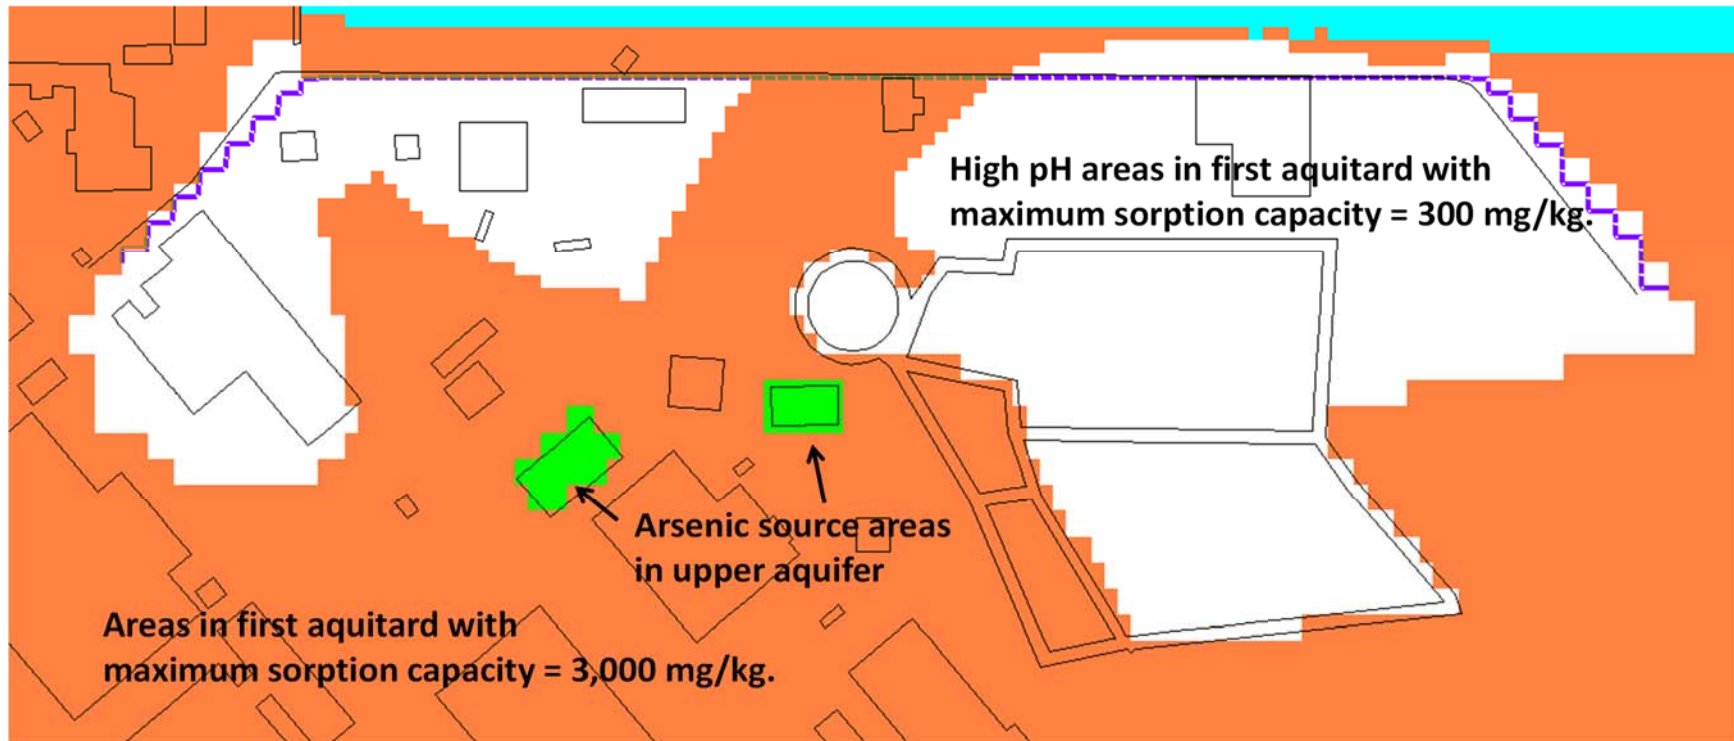 High pH areas in first aquitard with
maximum sorption capacity = 300 mg/kg.
Arsenic source areas
in upper aquifer
Areas in first aquitard with
maximum sorption capacity = 3,000 mg/kg.